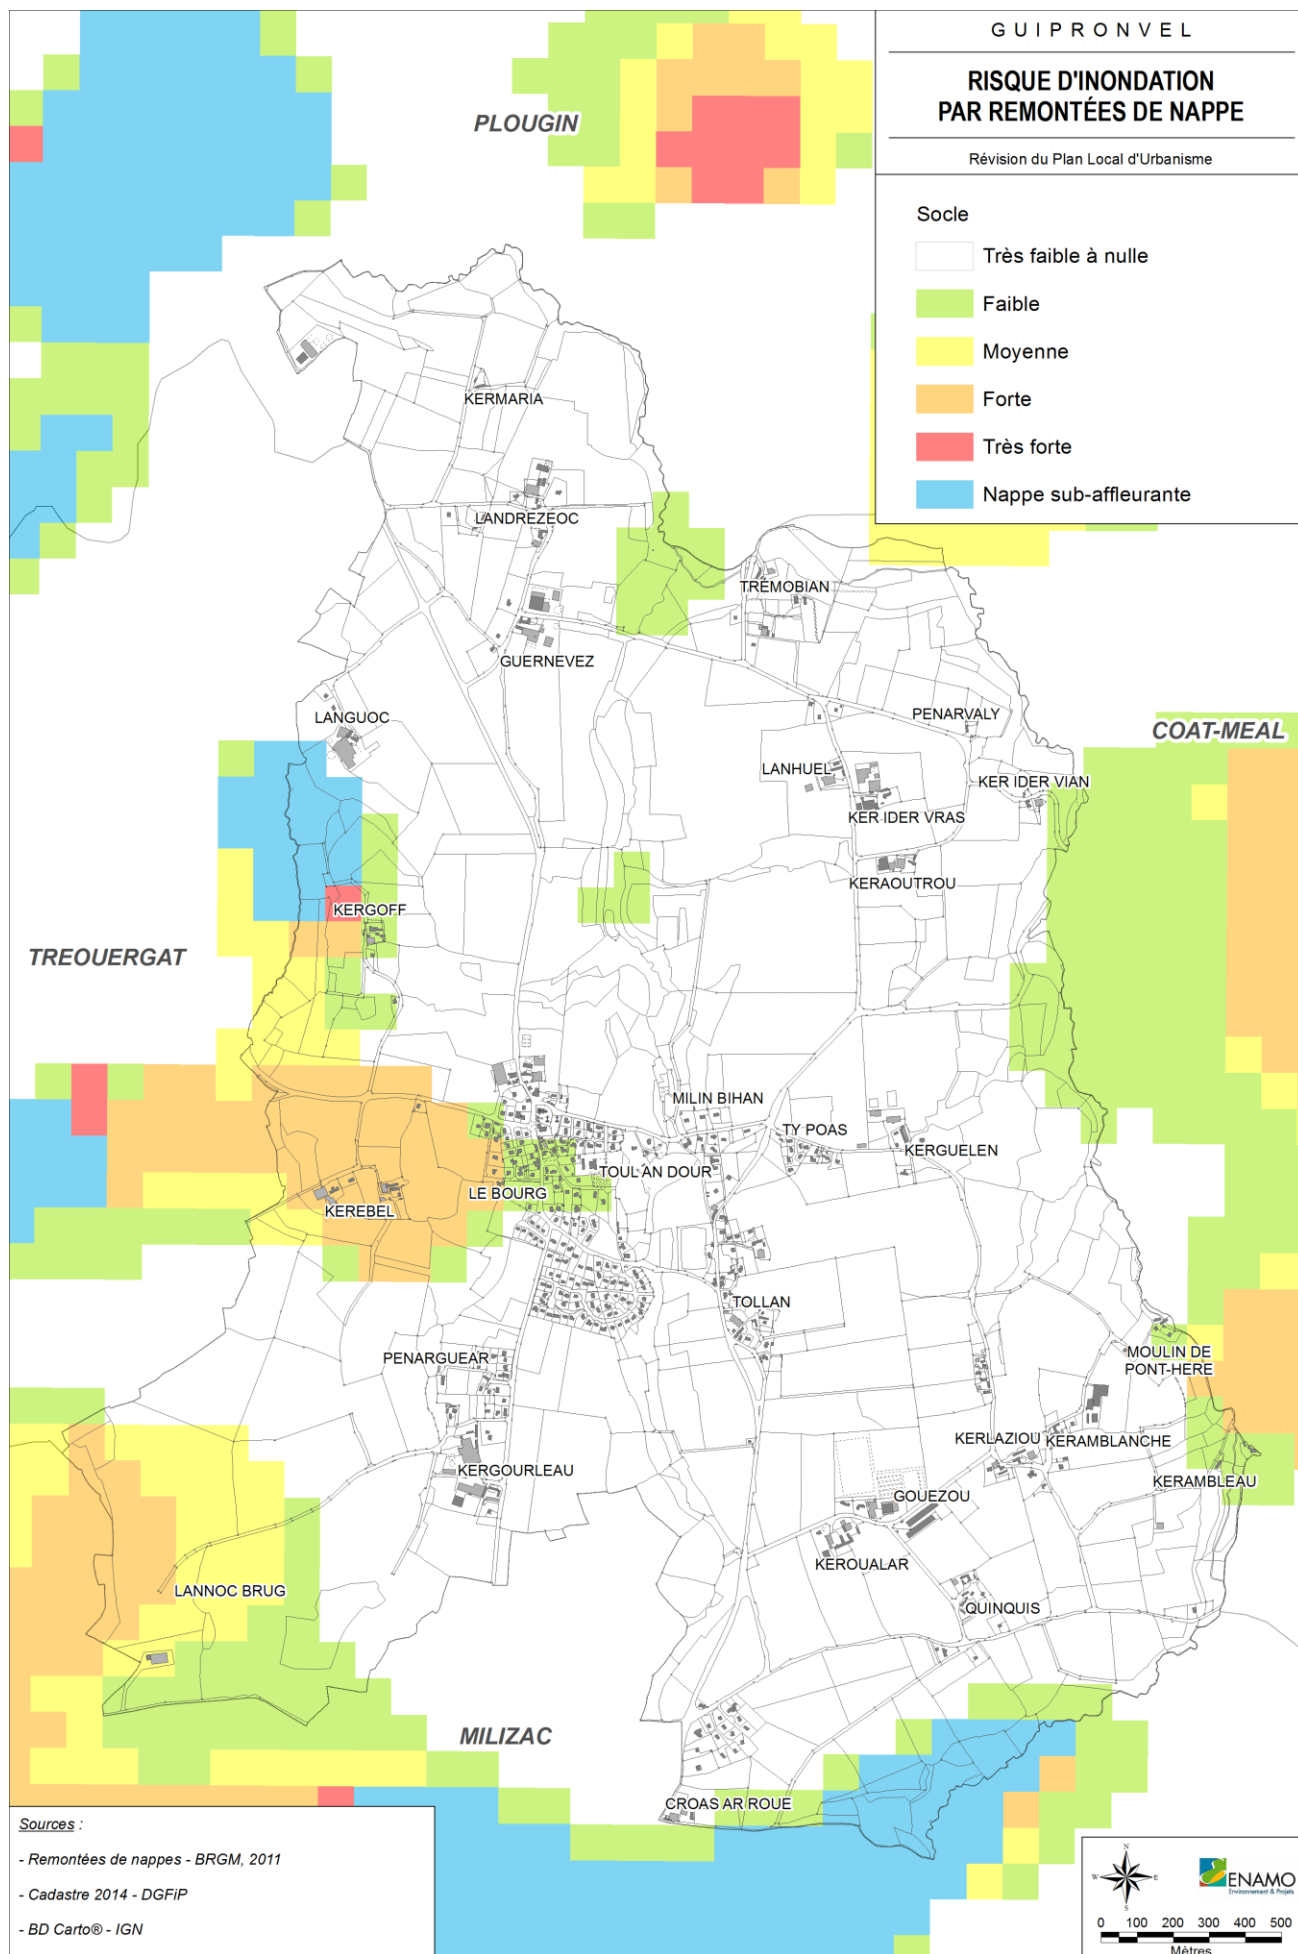 GUIPRONVEL
RISQUE D'INONDATION
PAR REMONTÉES DE NAPPE
Révision du Plan Local d'Urbanisme
Socle
Très faible à nulle
Faible
Moyenne
Forte
Très forte
Nappe sub-affleurante
PLOUGIN
KERMARIA
LANDREZEOC
TREMOBIAN
GUERNEVEZ
LANGUOC
PENARVALY
COAT-MEAL
LANHUEL
KER IDER VIAN
KER IDER VRAS
KERAOUTROU
KERGOFF
TREOUERGAT
MILIN BIHAN
TY POAS
KERGUELEN
TOUL AN DOUR
LE BOURG
KEREBEL
TOLLAN
PENARGUEAR
MOULIN DE
PONT-HERE
KERLAZIOU
KERAMBLANCHE
KERGOURLEAU
KERAMBLEAU
GOUEZOU
KEROUALAR
LANNOC BRUG
QUINQUIS
MILIZAC
CROAS AR ROUE
Sources :
- Remontées de nappes - BRGM, 2011
- Cadastre 2014 - DGFiP
- BD Carto® - IGN
N
W
E
S
ENAMO
Environnement & Projets
0 100 200 300 400 500
Mètres